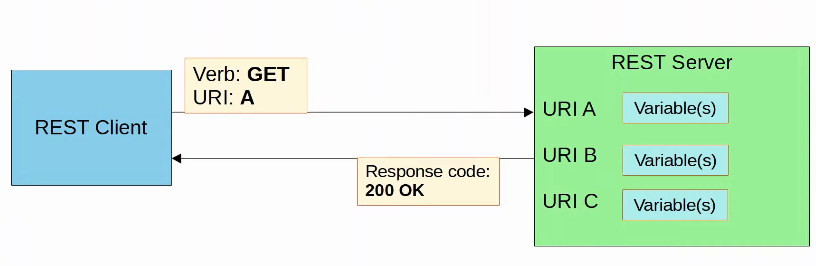 REST Client
Verb: GET
URI: A
Response code:
200 OK
REST Server
URI A Variable(s)
URI B Variable(s)
URI C Variable(s)